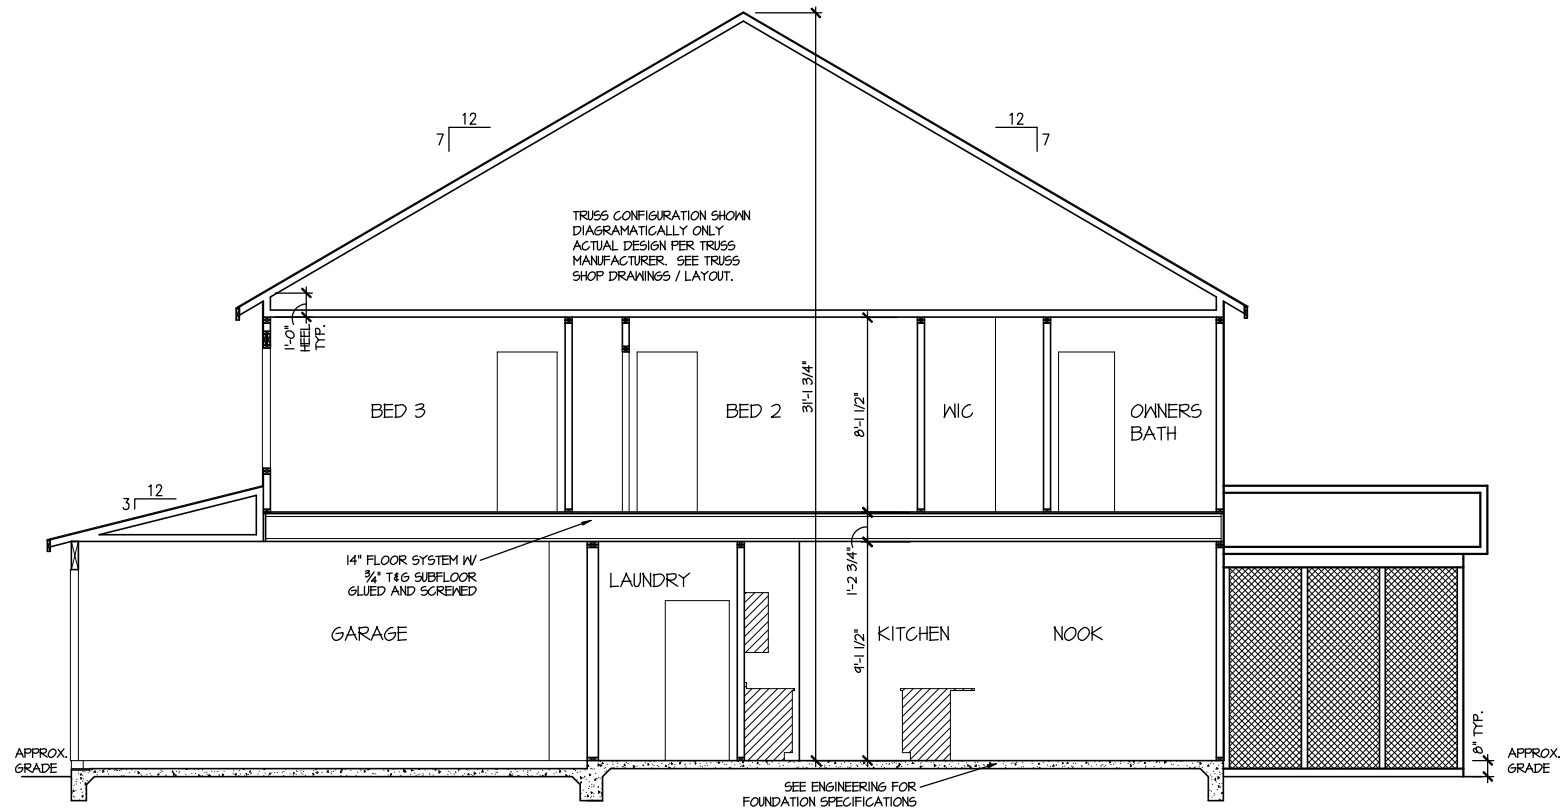 12
7
12
7
TRUSS CONFIGURATION SHOWN
DIAGRAMATICALLY ONLY
ACTUAL DESIGN PER TRUSS
MANUFACTURER. SEE TRUSS
SHOP DRAWINGS / LAYOUT.
1'-0"
HEEL
TYP.
31'-1 3/4"
8'-1 1/2"
BED 3
BED 2
WIC
OWNERS
BATH
12
3
14" FLOOR SYSTEM W/
3/4" T&G SUBFLOOR
GLUED AND SCREWED
1'-2 3/4"
LAUNDRY
GARAGE
9'-1 1/2"
KITCHEN
NOOK
8" TYP.
APPROX.
GRADE
APPROX.
GRADE
SEE ENGINEERING FOR
FOUNDATION SPECIFICATIONS